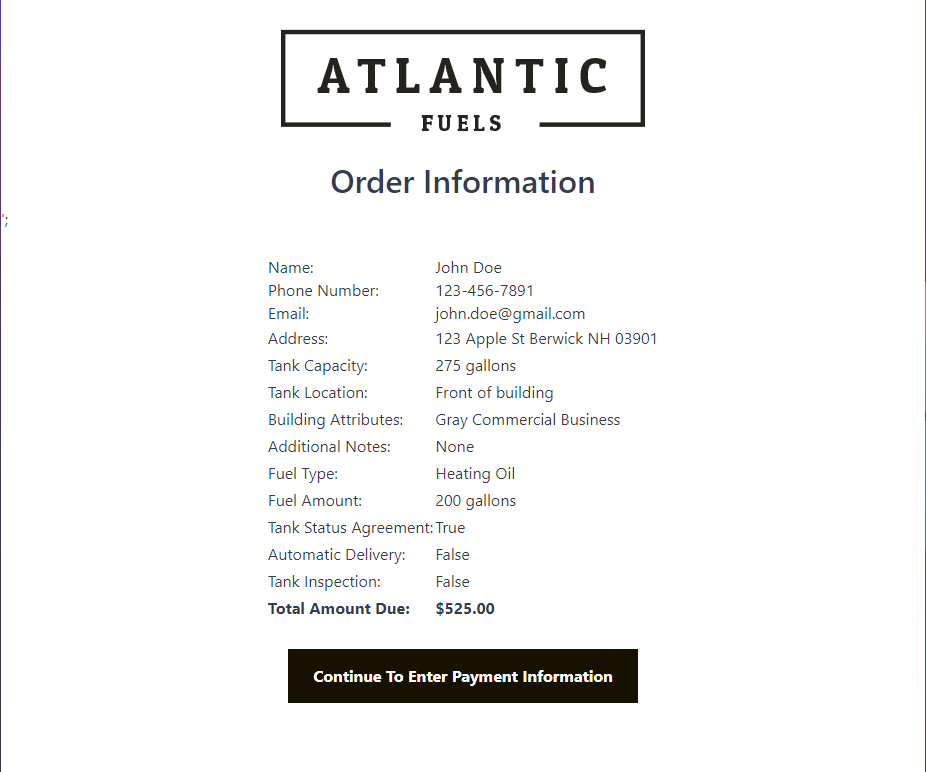 ATLANTIC
FUELS
Order Information
';
Name: John Doe
Phone Number: 123-456-7891
Email: john.doe@gmail.com
Address: 123 Apple St Berwick NH 03901
Tank Capacity: 275 gallons
Tank Location: Front of building
Building Attributes: Gray Commercial Business
Additional Notes: None
Fuel Type: Heating Oil
Fuel Amount: 200 gallons
Tank Status Agreement: True
Automatic Delivery: False
Tank Inspection: False
Total Amount Due: $525.00
Continue To Enter Payment Information